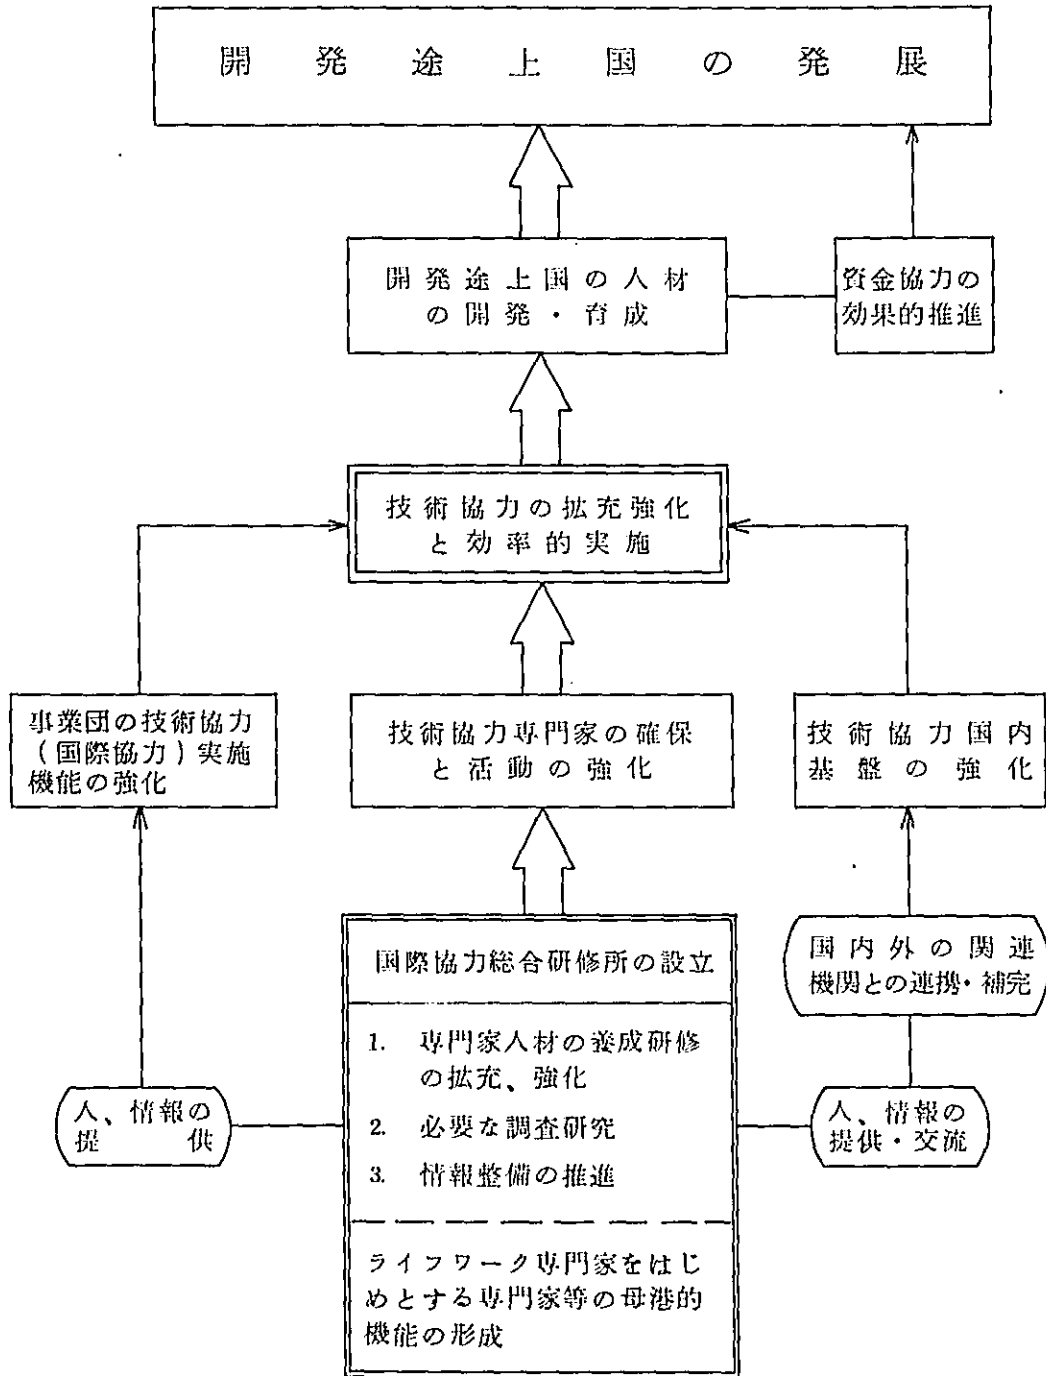 開発途上国の発展
開発途上国の人材
の開発・育成
資金協力の
効果的推進
技術協力の拡充強化
と効率的実施
事業団の技術協力
(国際協力)実施
機能の強化
技術協力専門家の確保
と活動の強化
技術協力国内
基盤の強化
国内外の関連
機関との連携・補完
国際協力総合研修所の設立
1. 専門家人材の養成研修
の拡充、強化
2. 必要な調査研究
3. 情報整備の推進
人、情報の
提供
人、情報の
提供・交流
ライフワーク専門家をはじ
めとする専門家等の母港的
機能の形成